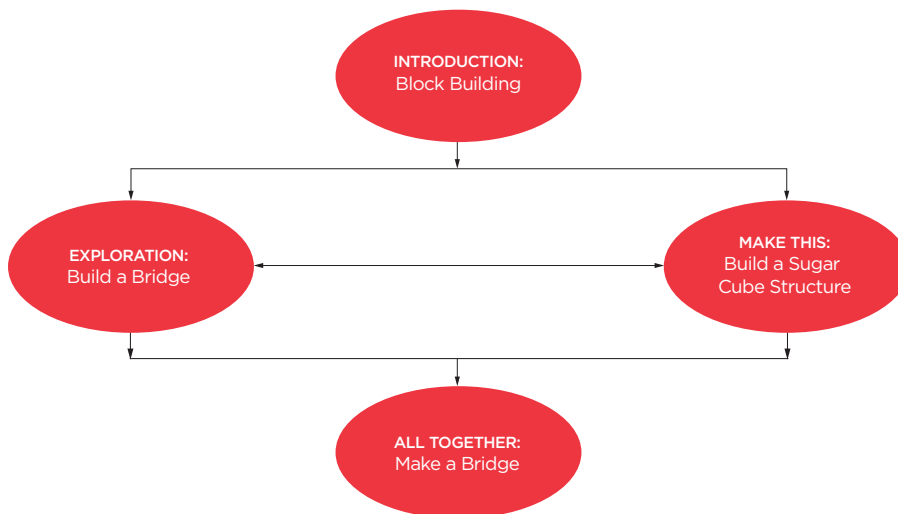 INTRODUCTION:
Block Building
EXPLORATION:
Build a Bridge
MAKE THIS:
Build a Sugar
Cube Structure
ALL TOGETHER:
Make a Bridge